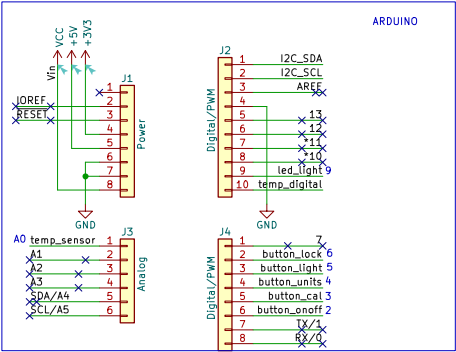 ARDUINO
VCC
+5V
+3V3
Vin
J1
1
IOREF 2
RESET 3
4
5
6
7
8
Power
GND
J2
I2C_SDA 1
I2C_SCL 2
AREF 3
4
13 5
12 6
*11 7
*10 8
led_light 9 9
temp_digital 10
Digital/PWM
GND
J3
A0 temp_sensor 1
A1 2
A2 3
A3 4
SDA/A4 5
SCL/A5 6
Analog
J4
7 1
button_lock 6 2
button_light 5 3
button_units 4 4
button_cal 3 5
button_onoff 2 6
TX/1 7
RX/0 8
Digital/PWM